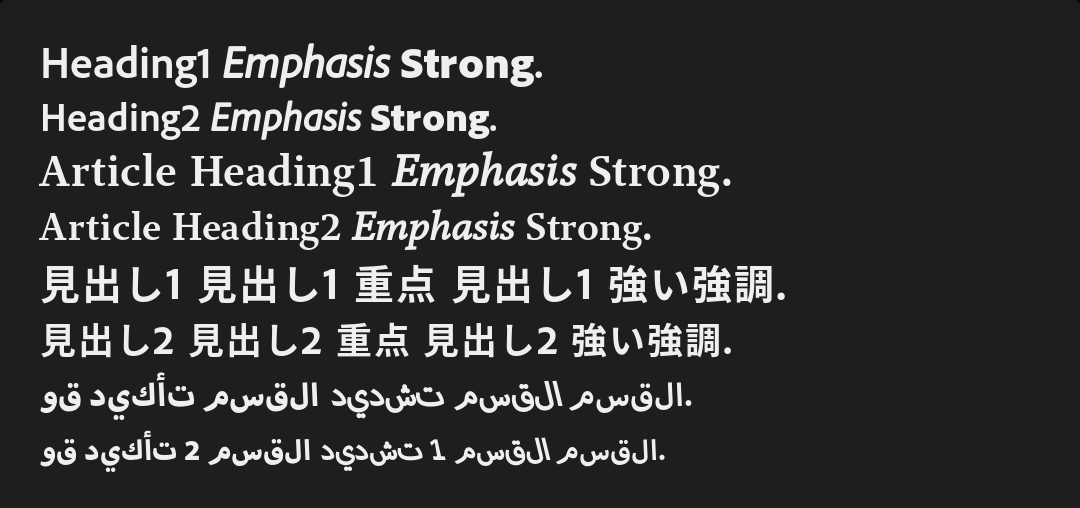 Heading1 Emphasis Strong.
Heading2 Emphasis Strong.
Article Heading1 Emphasis Strong.
Article Heading2 Emphasis Strong.
見出し1 見出し1 重点 見出し1 強い強調.
見出し2 見出し2 重点 見出し2 強い強調.
القسم القسم تشديد القسم تأكيد قو.
القسم القسم 1 تشديد القسم 2 تأكيد قو.